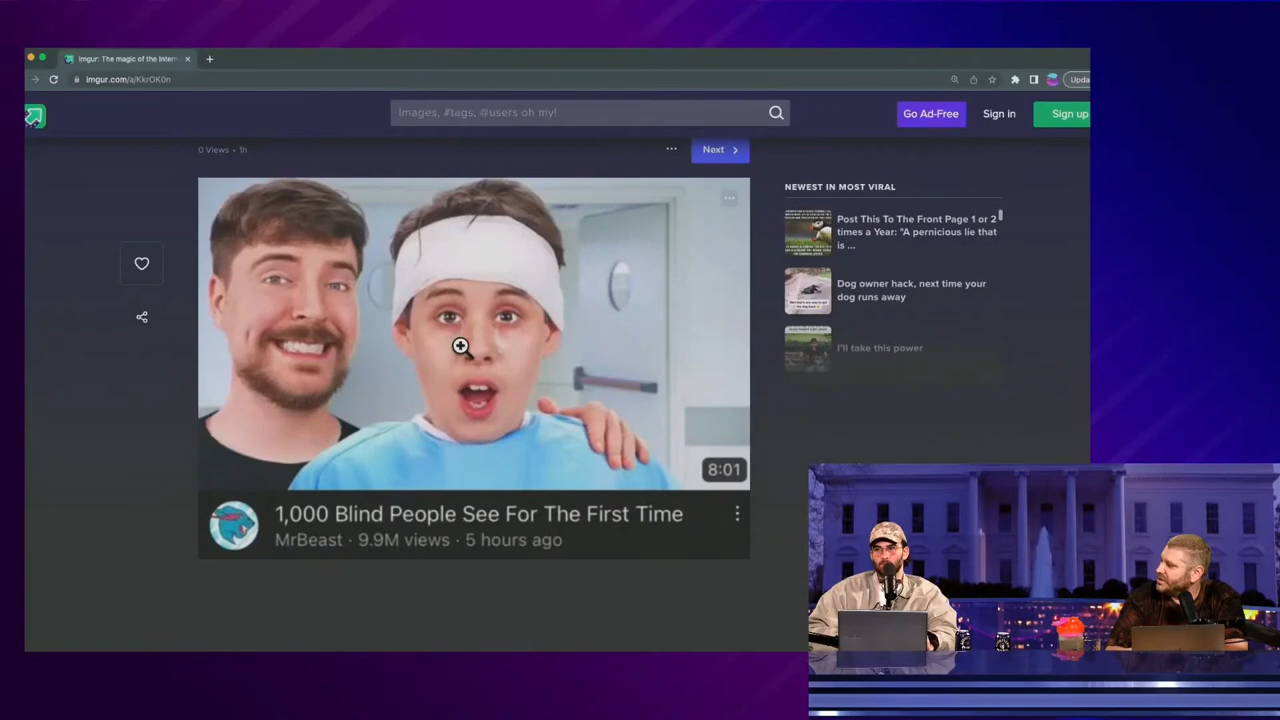 Imgur: The magic of the Intern
imgur.com/a/KkrOK0n
Upda
Images, #tags, @users oh my!
Go Ad-Free
Sign in
Sign up
0 Views • 1h
Next
NEWEST IN MOST VIRAL
Post This To The Front Page 1 or 2
times a Year: "A pernicious lie that
is ...
Dog owner hack, next time your
dog runs away
I'll take this power
8:01
1,000 Blind People See For The First Time
MrBeast · 9.9M views · 5 hours ago